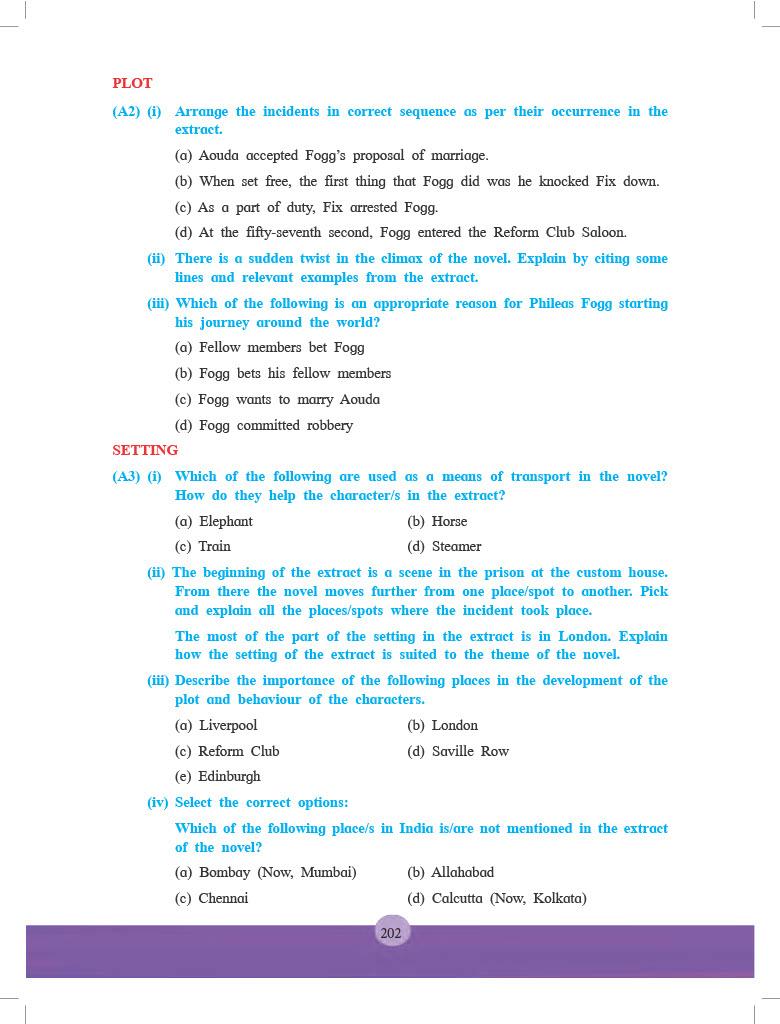 PLOT
(A2) (i) Arrange the incidents in correct sequence as per their occurrence in the
extract.
(a) Aouda accepted Fogg's proposal of marriage.
(b) When set free, the first thing that Fogg did was he knocked Fix down.
(c) As a part of duty, Fix arrested Fogg.
(d) At the fifty-seventh second, Fogg entered the Reform Club Saloon.
(ii) There is a sudden twist in the climax of the novel. Explain by citing some
lines and relevant examples from the extract.
(iii) Which of the following is an appropriate reason for Phileas Fogg starting
his journey around the world?
(a) Fellow members bet Fogg
(b) Fogg bets his fellow members
(c) Fogg wants to marry Aouda
(d) Fogg committed robbery
SETTING
(A3) (i) Which of the following are used as a means of transport in the novel?
How do they help the character/s in the extract?
(a) Elephant (b) Horse
(c) Train (d) Steamer
(ii) The beginning of the extract is a scene in the prison at the custom house.
From there the novel moves further from one place/spot to another. Pick
and explain all the places/spots where the incident took place.
The most of the part of the setting in the extract is in London. Explain
how the setting of the extract is suited to the theme of the novel.
(iii) Describe the importance of the following places in the development of the
plot and behaviour of the characters.
(a) Liverpool (b) London
(c) Reform Club (d) Saville Row
(e) Edinburgh
(iv) Select the correct options:
Which of the following place/s in India is/are not mentioned in the extract
of the novel?
(a) Bombay (Now, Mumbai) (b) Allahabad
(c) Chennai (d) Calcutta (Now, Kolkata)
202